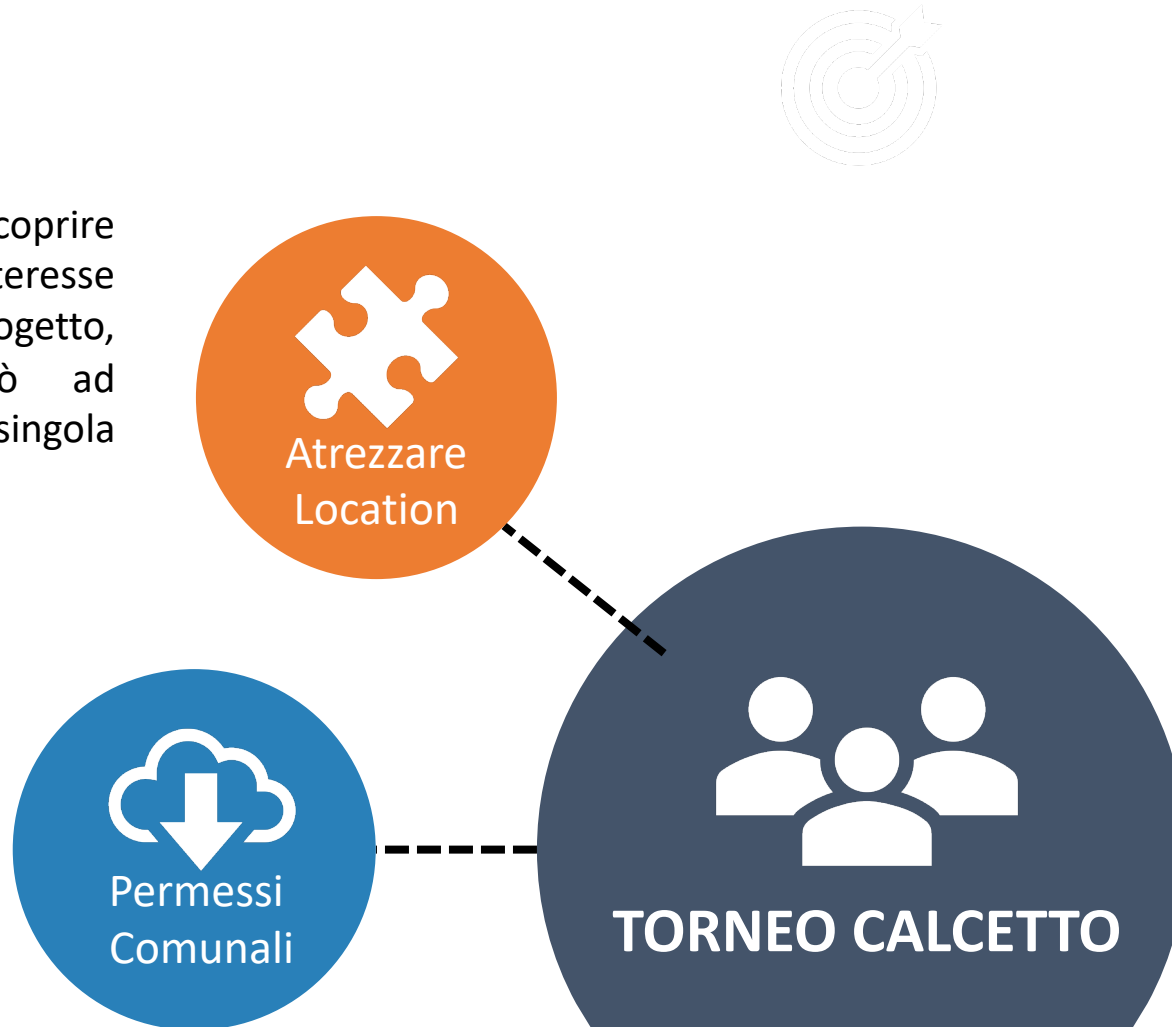 coprire
teresse
ogetto,
ò ad
singola
Atrezzare
Location
Permessi
Comunali
TORNEO CALCETTO